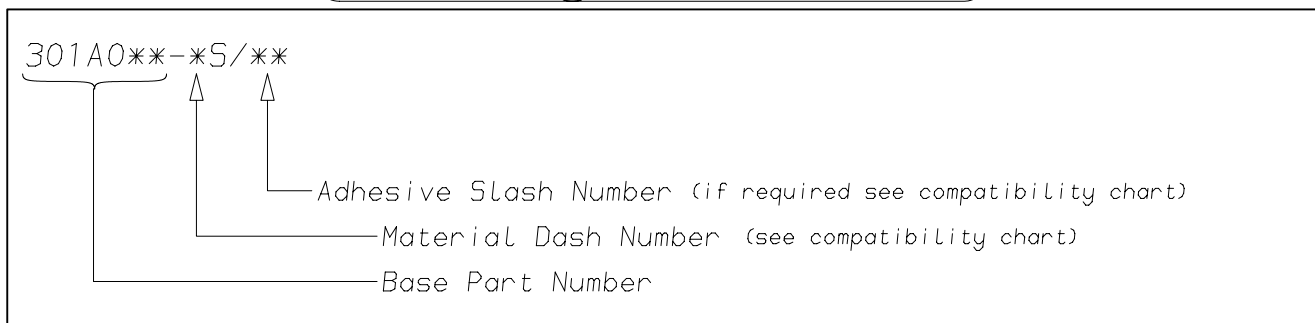 301A0**-*S/**
Adhesive Slash Number (if required see compatibility chart)
Material Dash Number (see compatibility chart)
Base Part Number